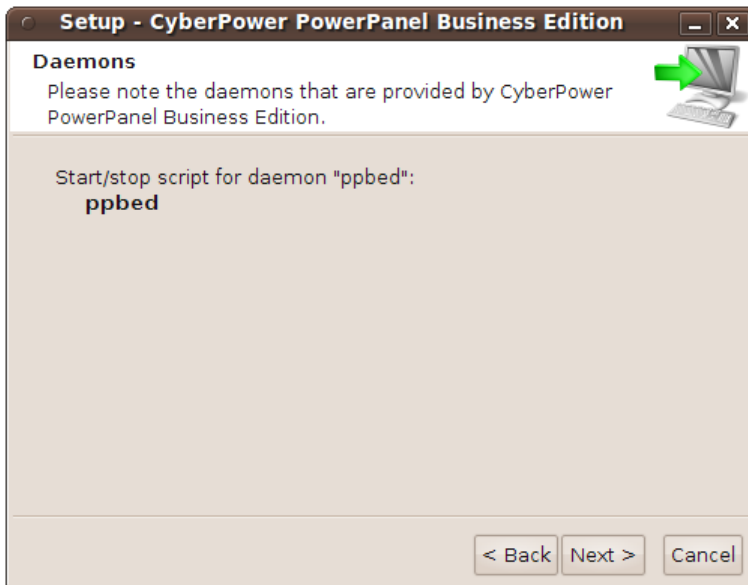 Setup - CyberPower PowerPanel Business Edition
Daemons
Please note the daemons that are provided by CyberPower
PowerPanel Business Edition.
Start/stop script for daemon "ppbed":
ppbed
< Back Next > Cancel